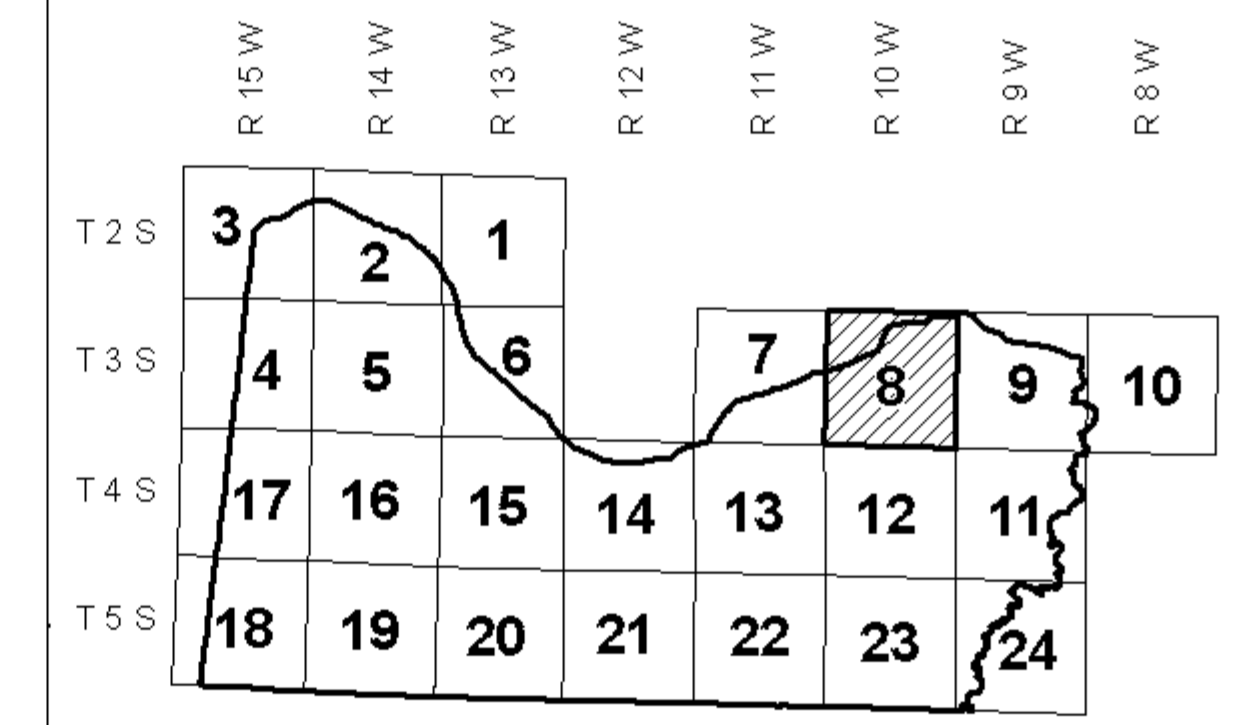 R 15 W R 14 W R 13 W R 12 W R 11 W R 10 W R 9 W R 8 W
T 2 S 3 2 1
T 3 S 4 5 6 7 8 9 10
T 4 S 17 16 15 14 13 12 11
T 5 S 18 19 20 21 22 23 24